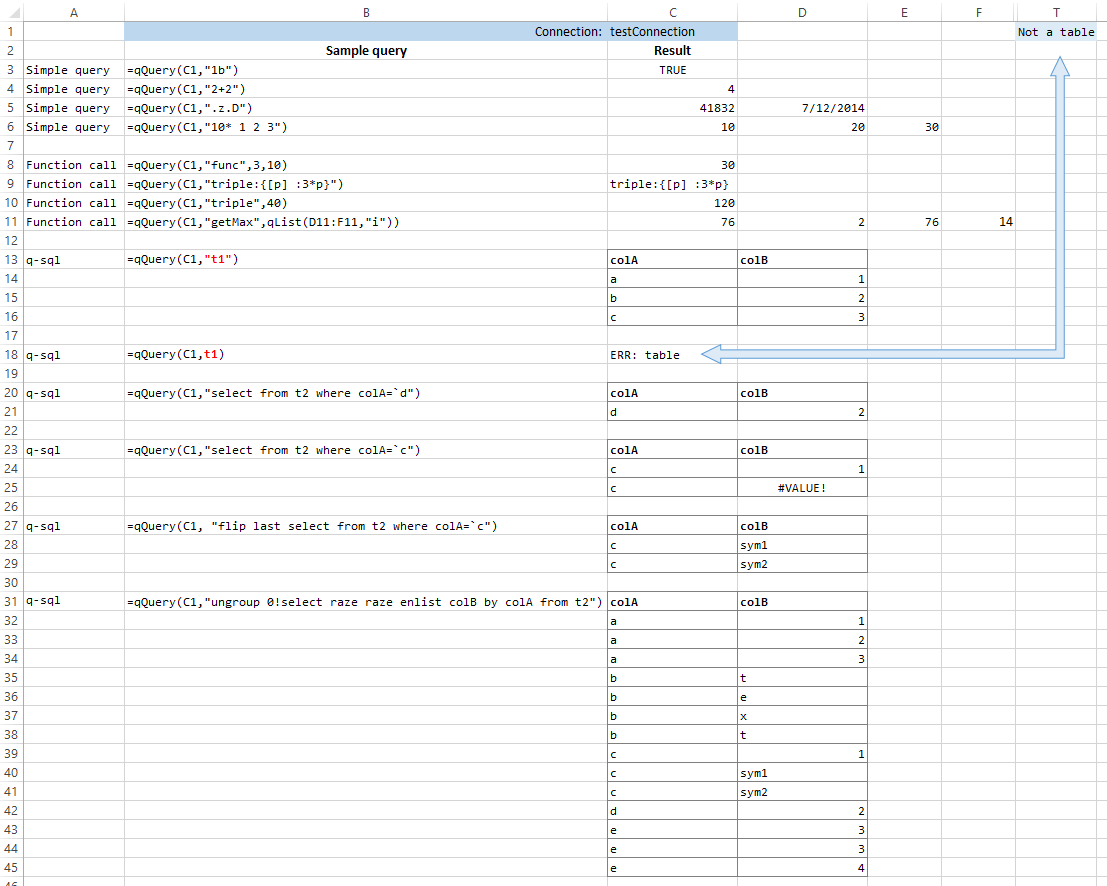 A B C D E F T
1 Connection: testConnection Not a table
2 Sample query Result
3 Simple query =qQuery(C1,"1b") TRUE
4 Simple query =qQuery(C1,"2+2") 4
5 Simple query =qQuery(C1,".z.D") 41832 7/12/2014
6 Simple query =qQuery(C1,"10* 1 2 3") 10 20 30
7
8 Function call =qQuery(C1,"func",3,10) 30
9 Function call =qQuery(C1,"triple:{[p] :3*p}") triple:{[p] :3*p}
10 Function call =qQuery(C1,"triple",40) 120
11 Function call =qQuery(C1,"getMax",qList(D11:F11,"i")) 76 2 76 14
12
13 q-sql =qQuery(C1,"t1") colA colB
14 a 1
15 b 2
16 c 3
17
18 q-sql =qQuery(C1,t1) ERR: table
19
20 q-sql =qQuery(C1,"select from t2 where colA=`d") colA colB
21 d 2
22
23 q-sql =qQuery(C1,"select from t2 where colA=`c") colA colB
24 c 1
25 c #VALUE!
26
27 q-sql =qQuery(C1, "flip last select from t2 where colA=`c") colA colB
28 c sym1
29 c sym2
30
31 q-sql =qQuery(C1,"ungroup 0!select raze raze enlist colB by colA from t2") colA colB
32 a 1
33 a 2
34 a 3
35 b t
36 b e
37 b x
38 b t
39 c 1
40 c sym1
41 c sym2
42 d 2
43 e 3
44 e 3
45 e 4